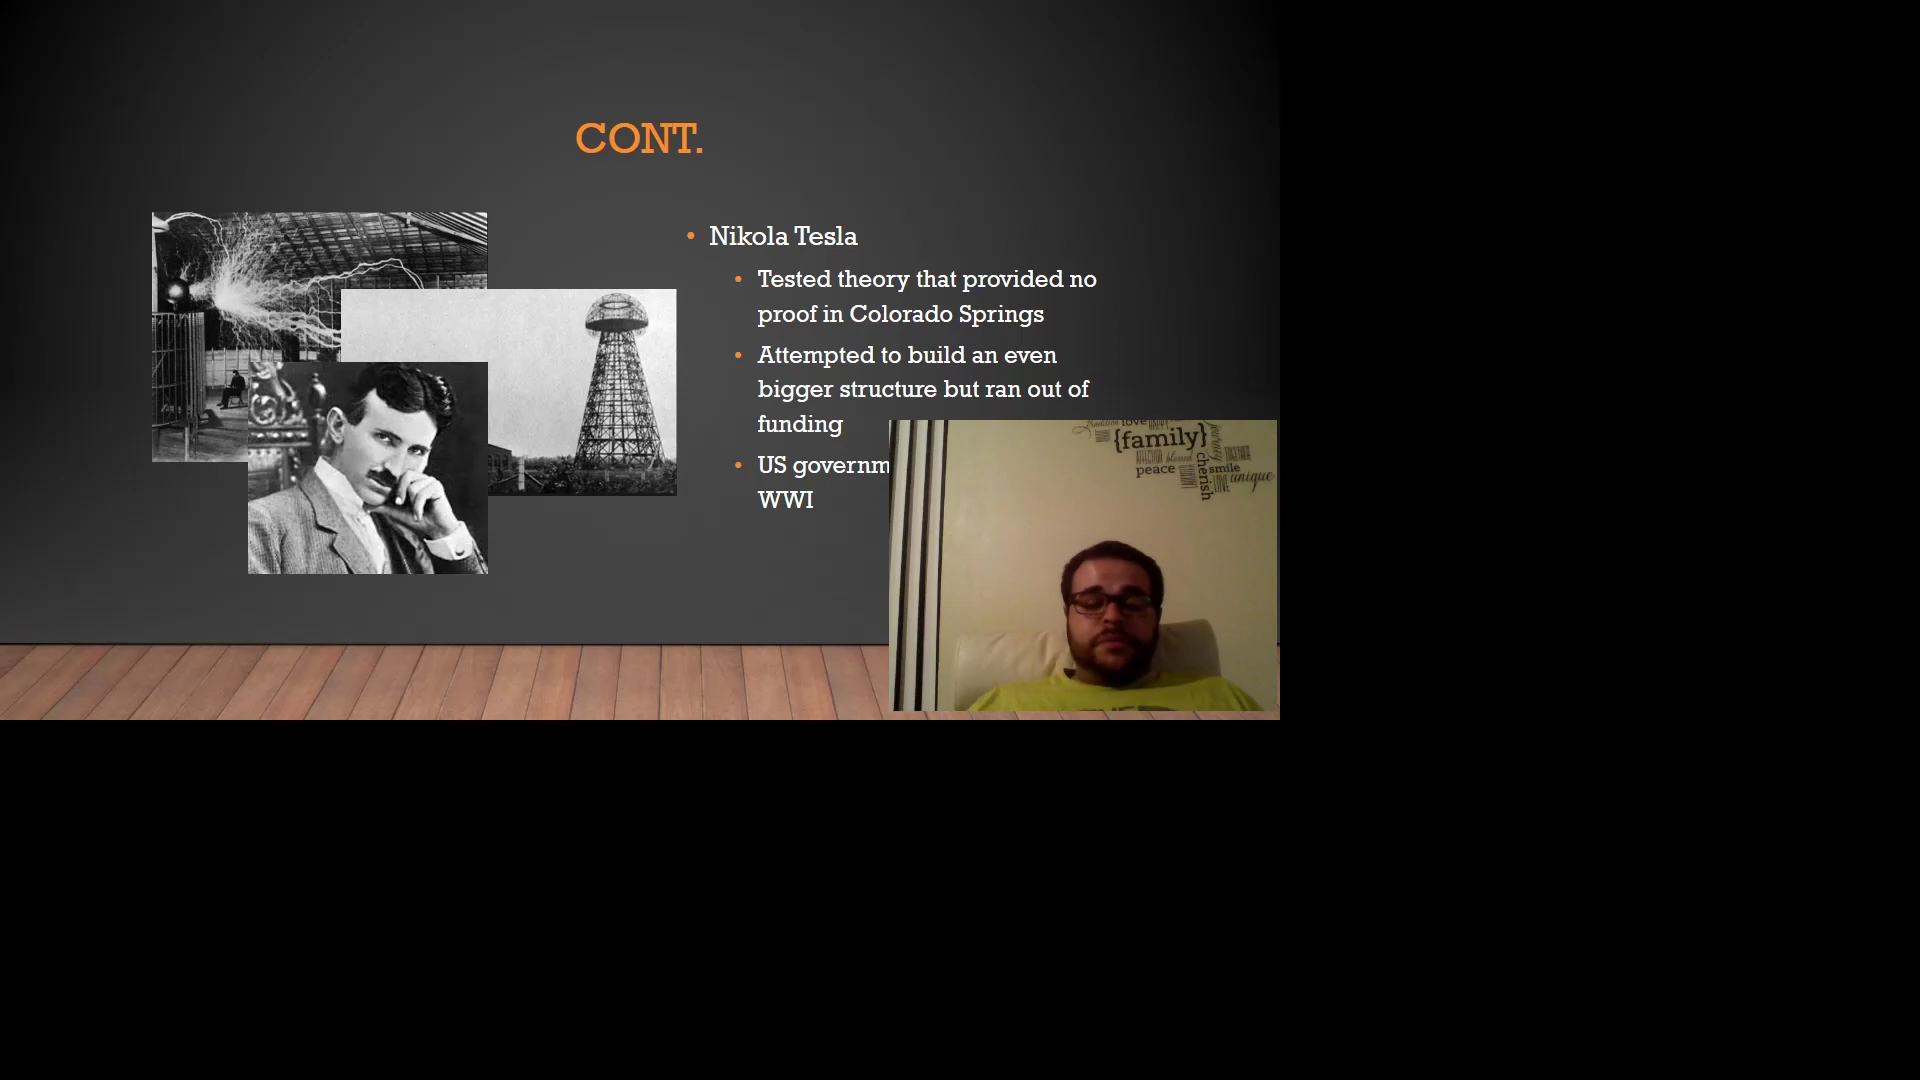 CONT.
• Nikola Tesla
• Tested theory that provided no
proof in Colorado Springs
• Attempted to build an even
bigger structure but ran out of
funding
• US governm
WWI
love
{family}
peace
cherish
smile
unique